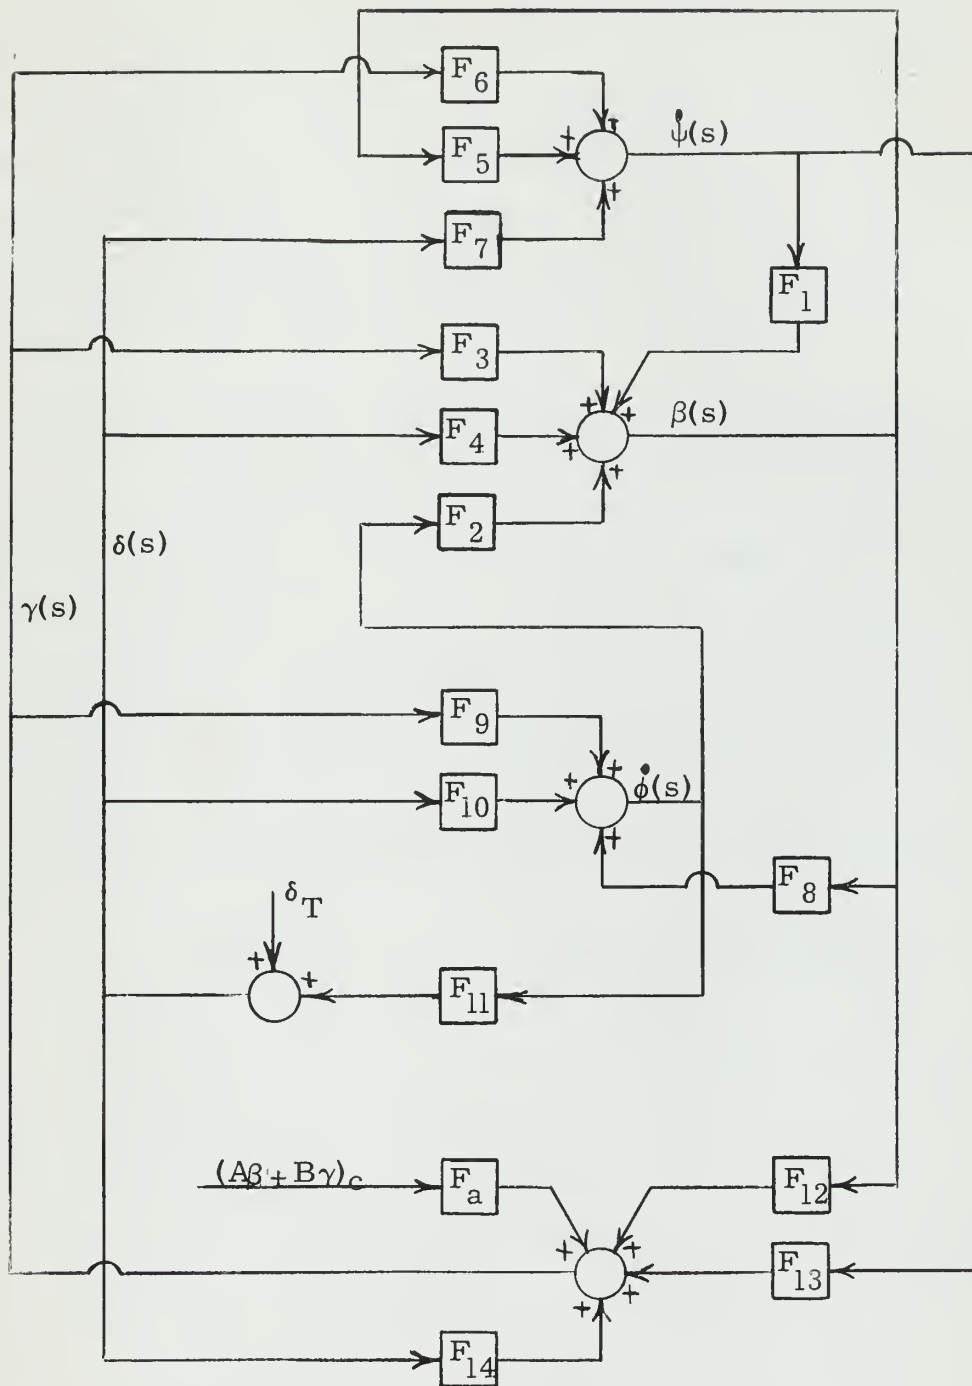 F6
+
ψ̇(s)
+
F5
+
F7
F1
F3
+
+
β(s)
F4
+
+
F2
δ(s)
γ(s)
F9
+
+
φ̇(s)
F10
+
F8
δT
+
+
F11
(Aβ + Bγ)c
Fa
F12
+
+
F13
+
+
F14